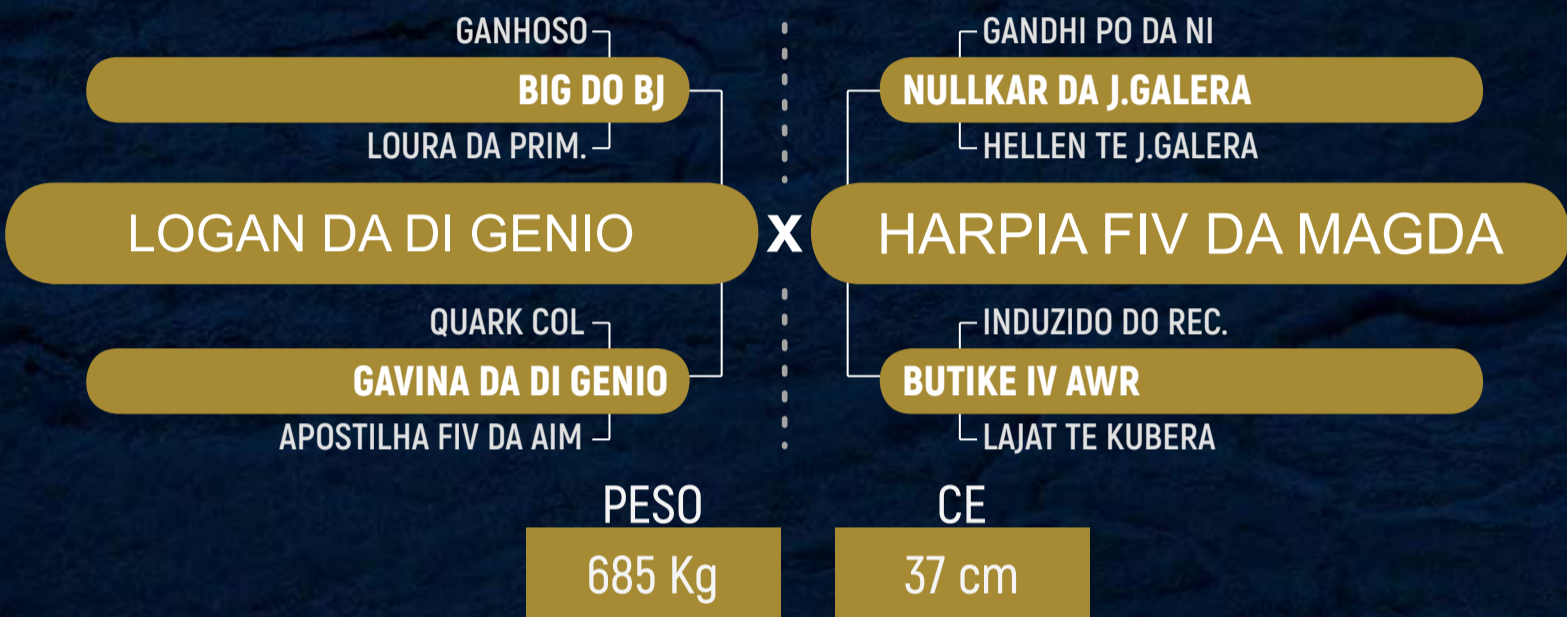 GANHOSO
BIG DO BJ
LOURA DA PRIM.
GANDHI PO DA NI
NULLKAR DA J.GALERA
HELLEN TE J.GALERA
LOGAN DA DI GENIO X HARPIA FIV DA MAGDA
QUARK COL
GAVINA DA DI GENIO
APOSTILHA FIV DA AIM
INDUZIDO DO REC.
BUTIKE IV AWR
LAJAT TE KUBERA
PESO
685 Kg
CE
37 cm